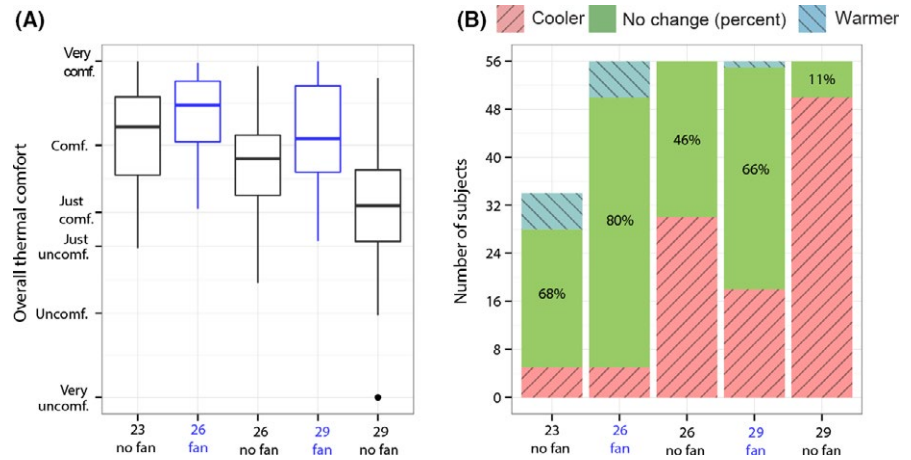 (A)
Overall thermal comfort
Very
comf.
Comf.
Just
comf.
Just
uncomf.
Uncomf.
Very
uncomf.
23
no fan
26
fan
26
no fan
29
fan
29
no fan
(B)
Cooler
No change (percent)
Warmer
Number of subjects
56
48
40
32
24
16
8
0
68%
80%
46%
66%
11%
23
no fan
26
fan
26
no fan
29
fan
29
no fan